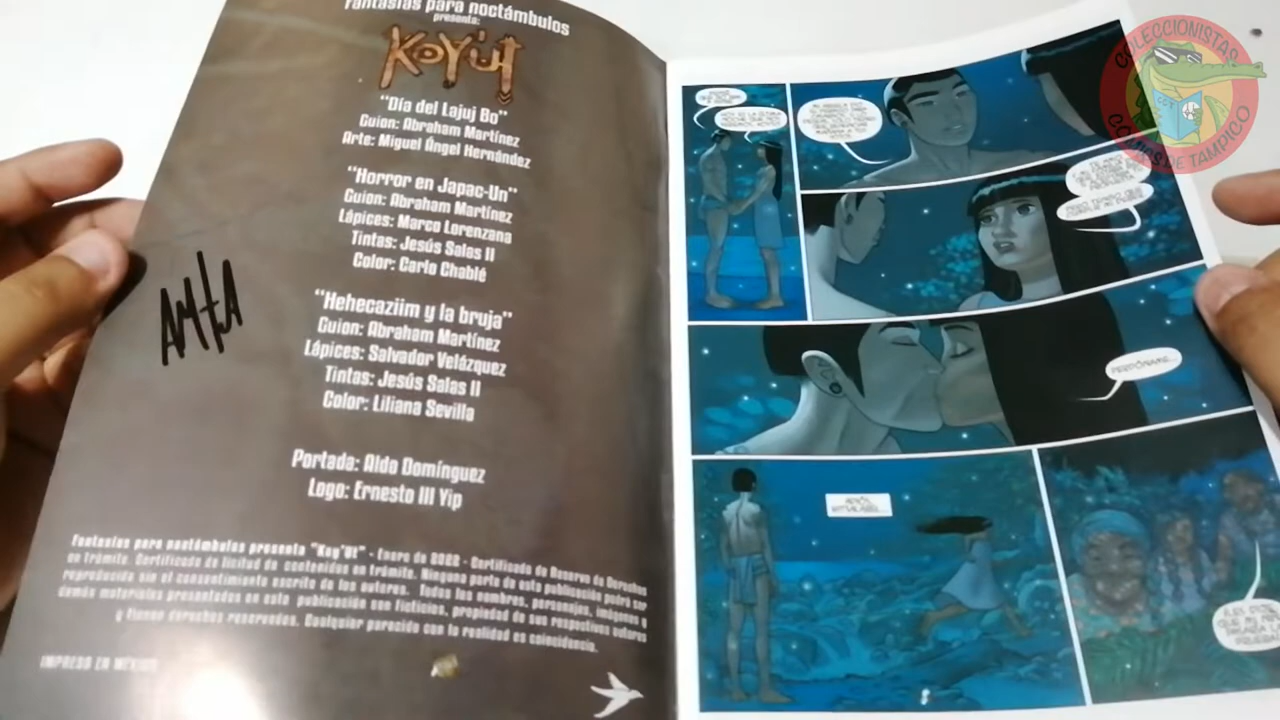 Fantasías para noctámbulos
presenta:
Koy'Ut
"Día del Lajuj Bo"
Guion: Abraham Martínez
Arte: Miguel Ángel Hernández
"Horror en Japac-Un"
Guion: Abraham Martínez
Lápices: Marco Lorenzana
Tintas: Jesús Salas II
Color: Carlo Chablé
"Hehecaziim y la bruja"
Guion: Abraham Martínez
Lápices: Salvador Velázquez
Tintas: Jesús Salas II
Color: Liliana Sevilla
Portada: Aldo Domínguez
Logo: Ernesto III Yip
Fantasías para noctámbulos presenta "Koy'Ut" - Enero de 2022 - Certificado de Reserva de Derechos
en trámite. Certificado de licitud de contenidos en trámite. Ninguna parte de esta publicación podrá ser
reproducida sin el consentimiento escrito de los autores. Todos los nombres, personajes, imágenes y
demás materiales presentados en esta publicación son ficticios, propiedad de sus respectivos autores
y tienen derechos reservados. Cualquier parecido con la realidad es coincidencia.
IMPRESO EN MÉXICO
PERDÓNAME...
COLECCIONISTAS
CCT
COMICS DE TAMPICO